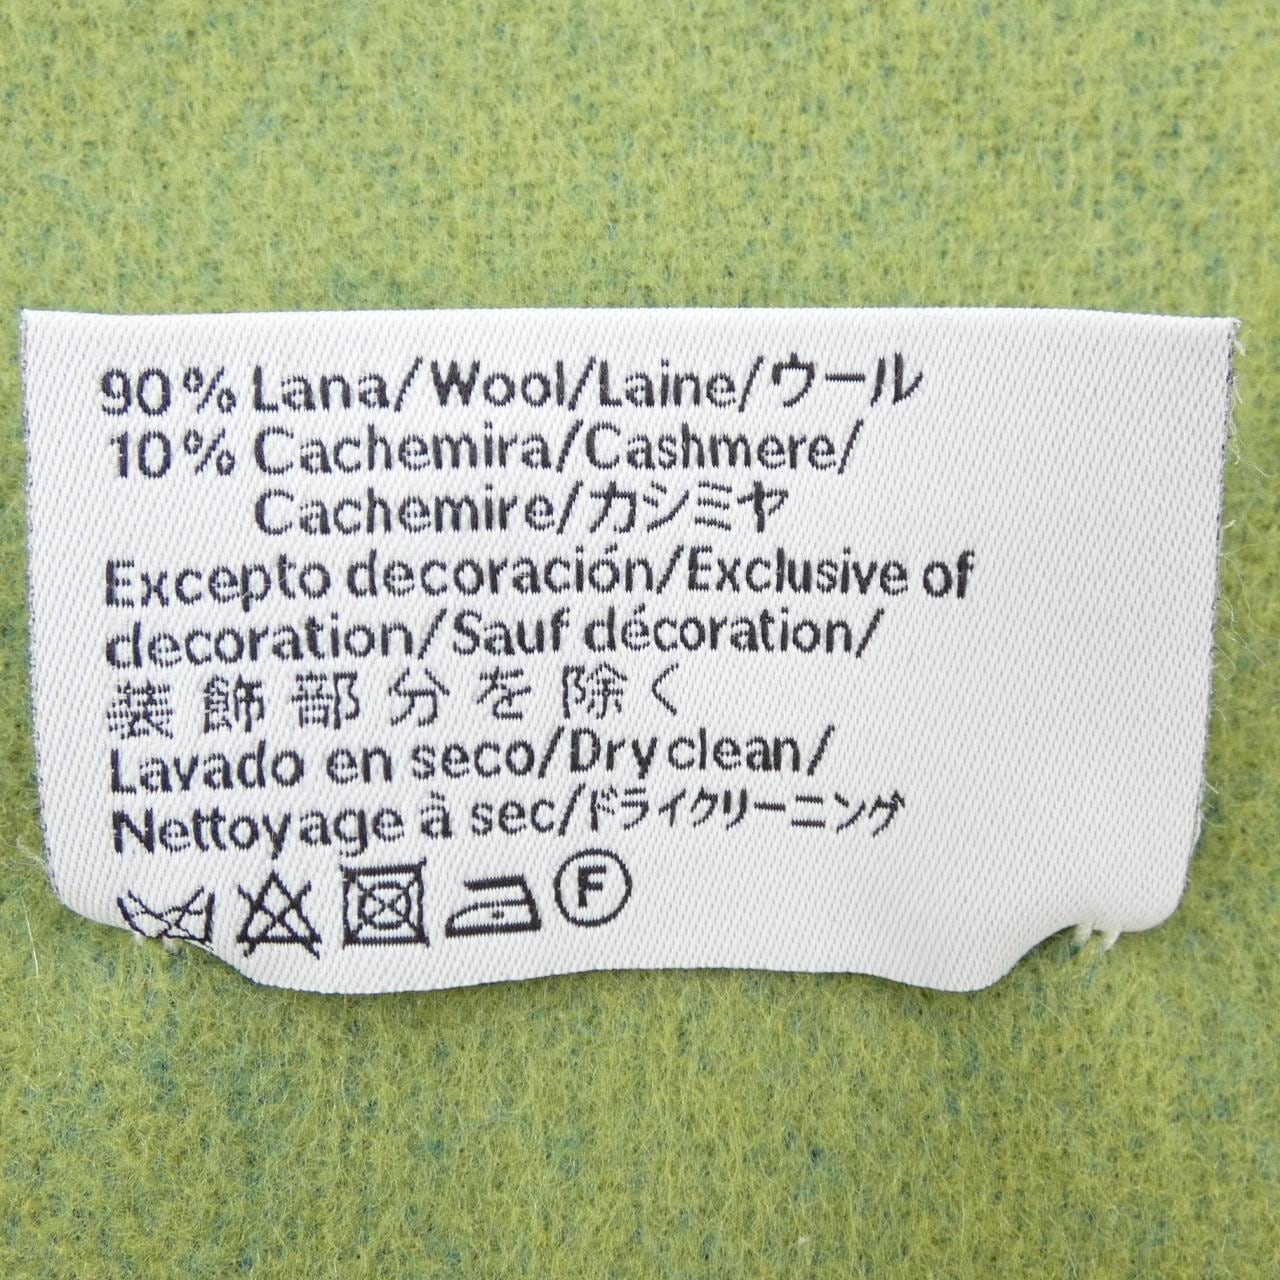 90% Lana/Wool/Laine/ウール
10% Cachemira/Cashmere/
Cachemire/カシミヤ
Excepto decoración/Exclusive of
decoration/Sauf décoration/
装飾部分を除く
Lavado en seco/Dry clean/
Nettoyage à sec/ドライクリーニング
F